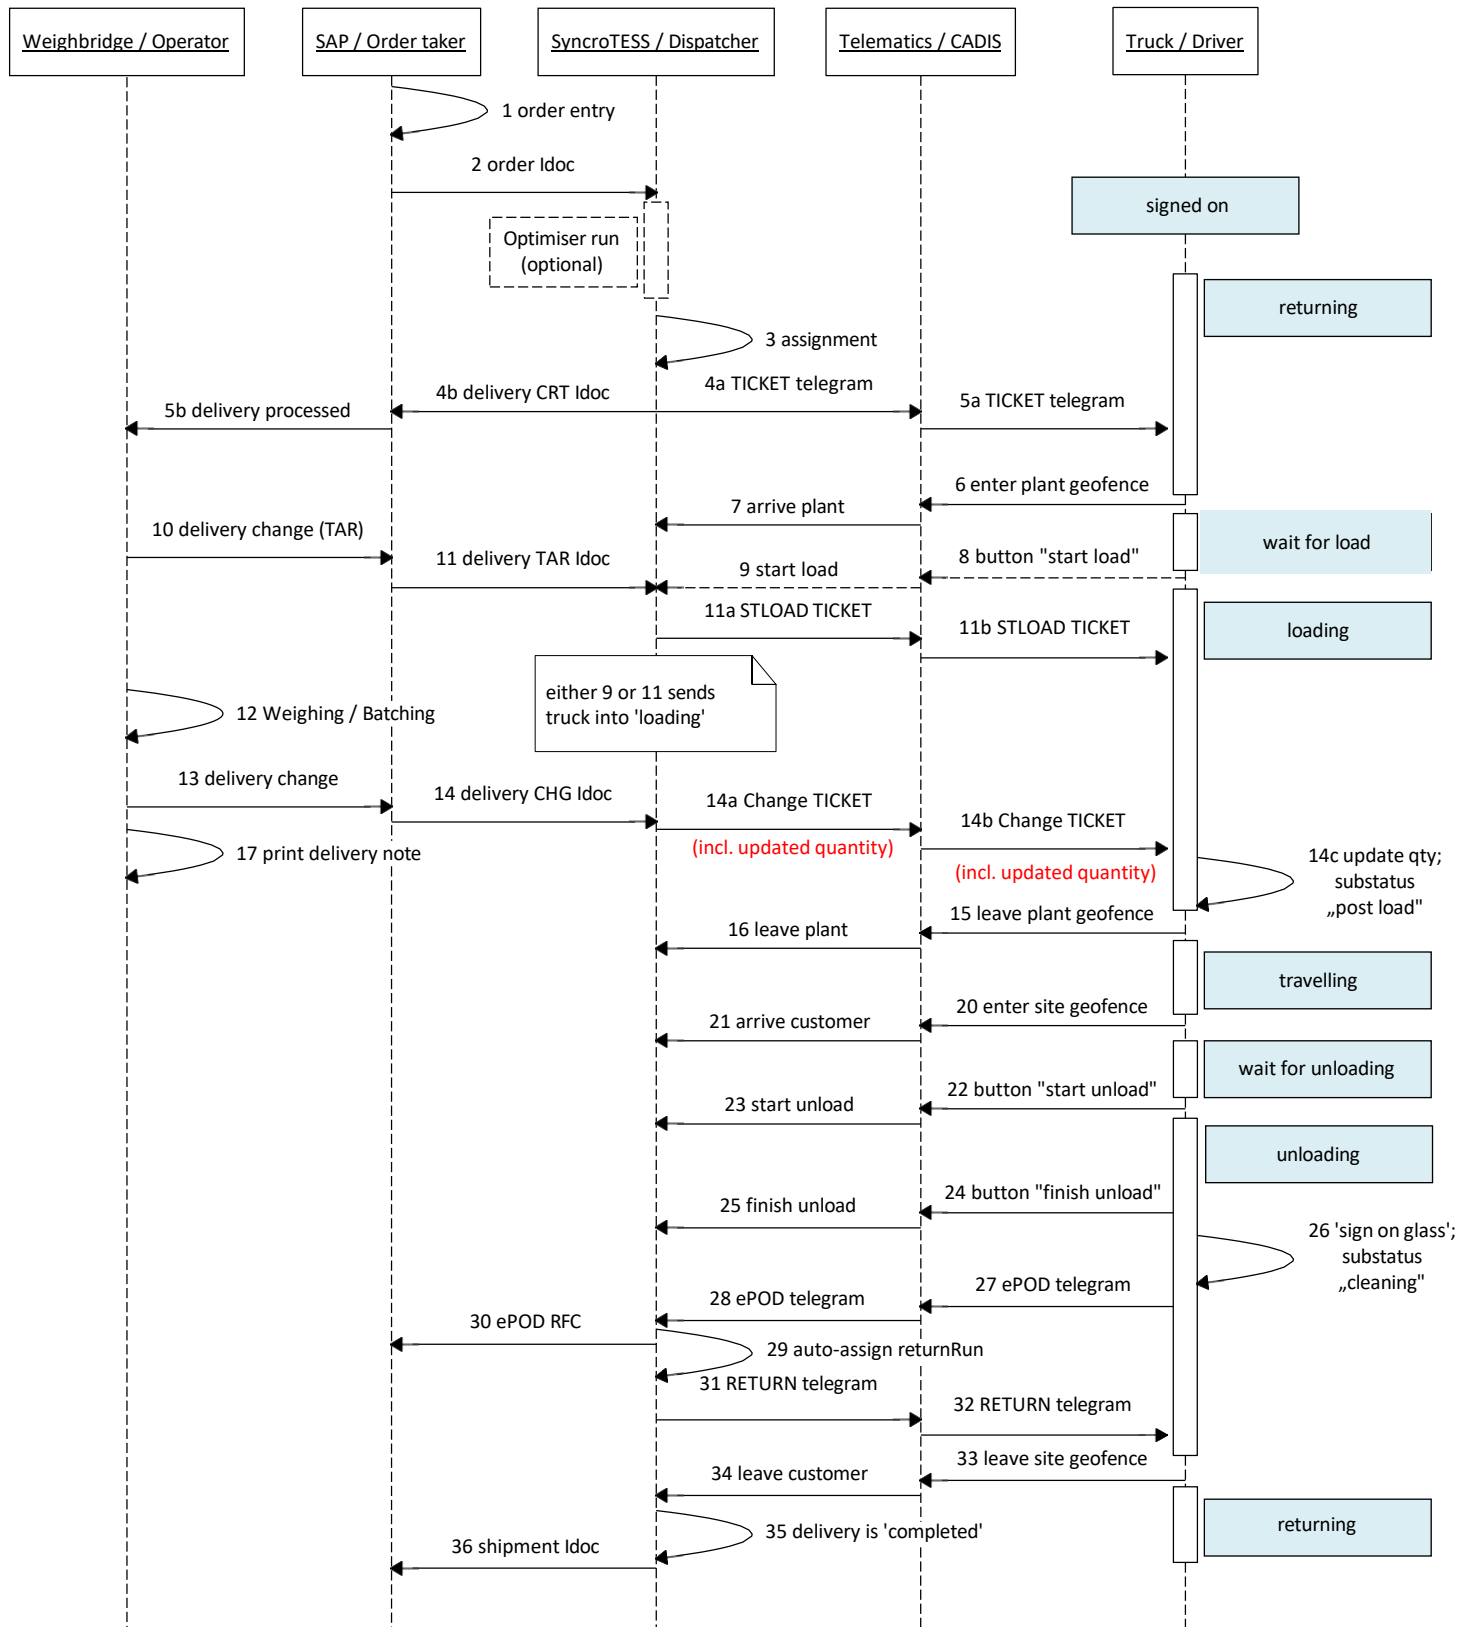 Weighbridge / Operator
SAP / Order taker
SyncroTESS / Dispatcher
Telematics / CADIS
Truck / Driver
1 order entry
2 order Idoc
signed on
Optimiser run
(optional)
returning
3 assignment
4b delivery CRT Idoc
4a TICKET telegram
5b delivery processed
5a TICKET telegram
6 enter plant geofence
7 arrive plant
10 delivery change (TAR)
wait for load
11 delivery TAR Idoc
9 start load
8 button "start load"
11a STLOAD TICKET
11b STLOAD TICKET
loading
either 9 or 11 sends
truck into 'loading'
12 Weighing / Batching
13 delivery change
14 delivery CHG Idoc
14a Change TICKET
14b Change TICKET
(incl. updated quantity)
(incl. updated quantity)
17 print delivery note
14c update qty;
substatus
„post load"
15 leave plant geofence
16 leave plant
travelling
20 enter site geofence
21 arrive customer
wait for unloading
22 button "start unload"
23 start unload
unloading
24 button "finish unload"
25 finish unload
26 'sign on glass';
substatus
„cleaning"
27 ePOD telegram
28 ePOD telegram
30 ePOD RFC
29 auto-assign returnRun
31 RETURN telegram
32 RETURN telegram
33 leave site geofence
34 leave customer
35 delivery is 'completed'
returning
36 shipment Idoc